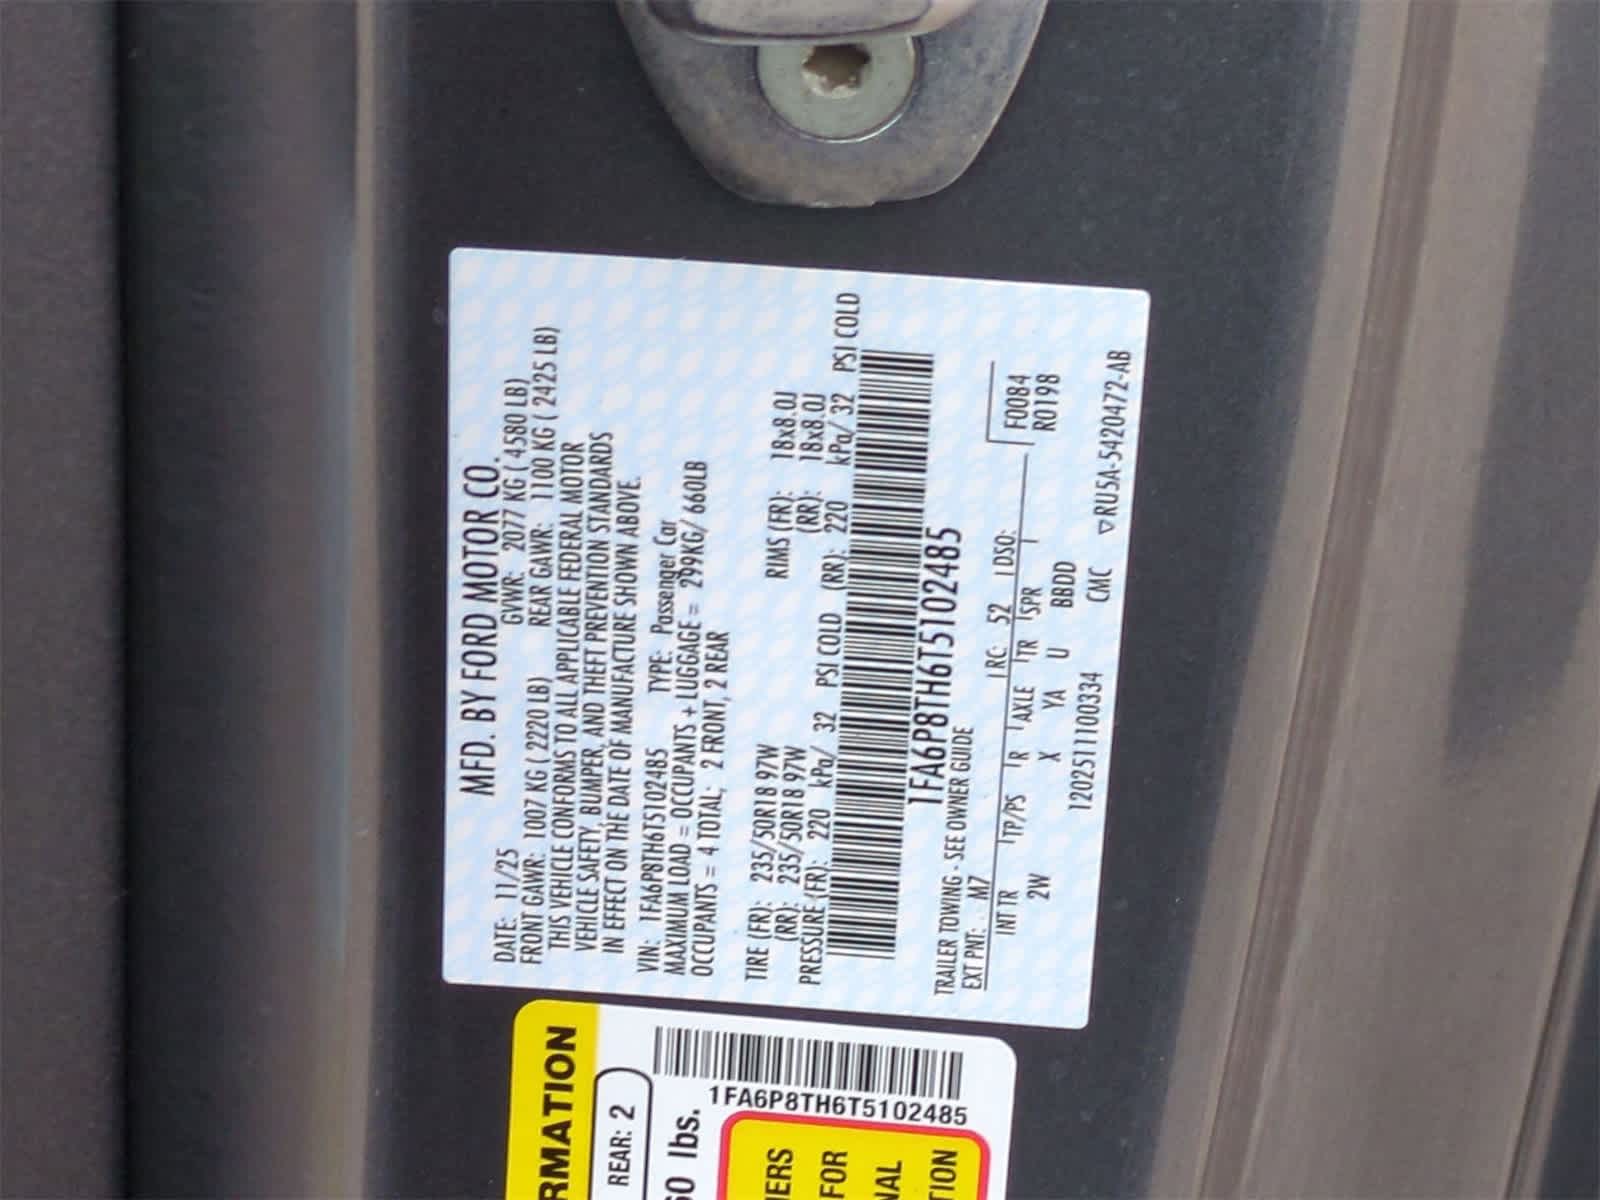 MFD. BY FORD MOTOR CO.
DATE: 11/25 GVWR: 2077 KG ( 4580 LB)
FRONT GAWR: 1007 KG ( 2220 LB) REAR GAWR: 1100 KG ( 2425 LB)
THIS VEHICLE CONFORMS TO ALL APPLICABLE FEDERAL MOTOR
VEHICLE SAFETY, BUMPER, AND THEFT PREVENTION STANDARDS
IN EFFECT ON THE DATE OF MANUFACTURE SHOWN ABOVE.
VIN: 1FA6P8TH6T5102485 TYPE: Passenger Car
MAXIMUM LOAD = OCCUPANTS + LUGGAGE = 299KG/ 660LB
OCCUPANTS = 4 TOTAL; 2 FRONT, 2 REAR
TIRE (FR): 235/50R18 97W RIMS (FR): 18x8.0J
(RR): 235/50R18 97W (RR): 18x8.0J
PRESSURE (FR): 220 kPa/ 32 PSI COLD (RR): 220 kPa/ 32 PSI COLD
1FA6P8TH6T5102485
TRAILER TOWING - SEE OWNER GUIDE
EXT PNT: M7 RC: 52 DSO:
INT TR TP/PS R AXLE TR SPR F0084
2W X YA U BBDD R0198
1202511100334 CMC ▽RU5A-5420472-AB
RMATION
REAR: 2
60 lbs.
1FA6P8TH6T5102485
ERS
FOR
NAL
TION